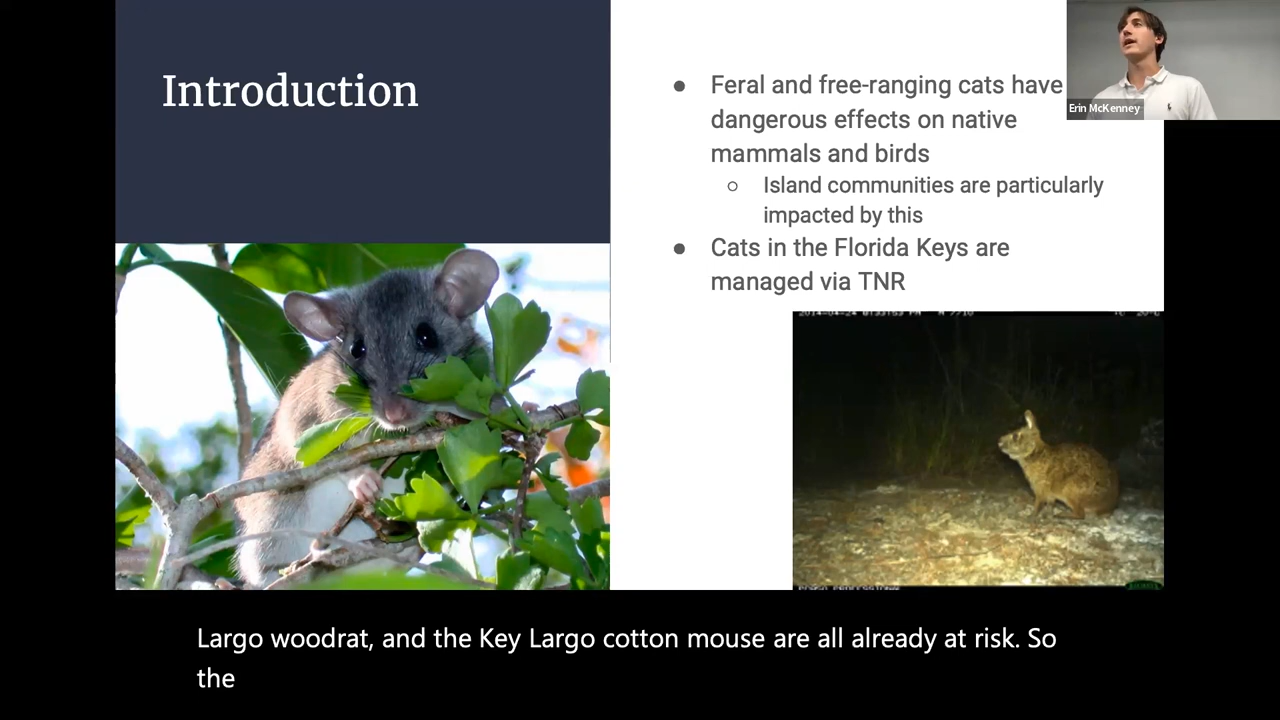 Introduction
● Feral and free-ranging cats have
dangerous effects on native
mammals and birds
○ Island communities are particularly
impacted by this
● Cats in the Florida Keys are
managed via TNR
Erin McKenney
Largo woodrat, and the Key Largo cotton mouse are all already at risk. So
the